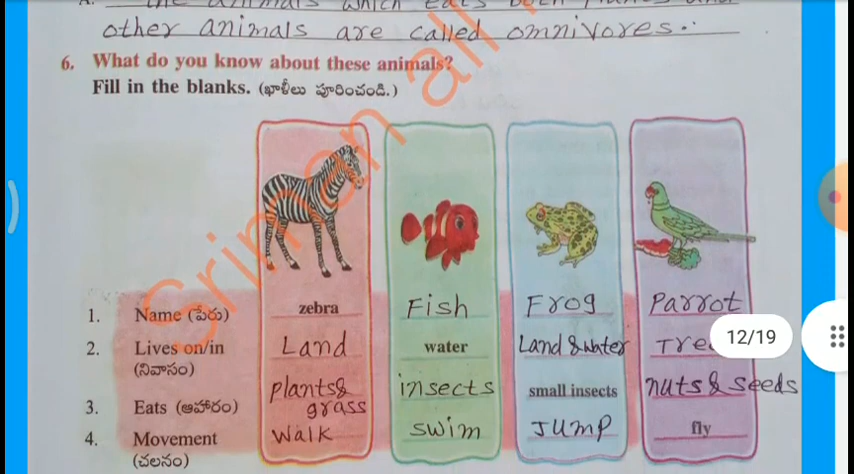 other animals are called omnivores..
6. What do you know about these animals?
Fill in the blanks. (ఖాళీలు పూరించండి.)
1. Name (పేరు) zebra Fish Frog Parrot
2. Lives on/in Land water Land & water
(నివాసం)
12/19
3. Eats (ఆహారం) plants & grass insects small insects nuts & seeds
4. Movement walk swim Jump fly
(చలనం)
Sriman all